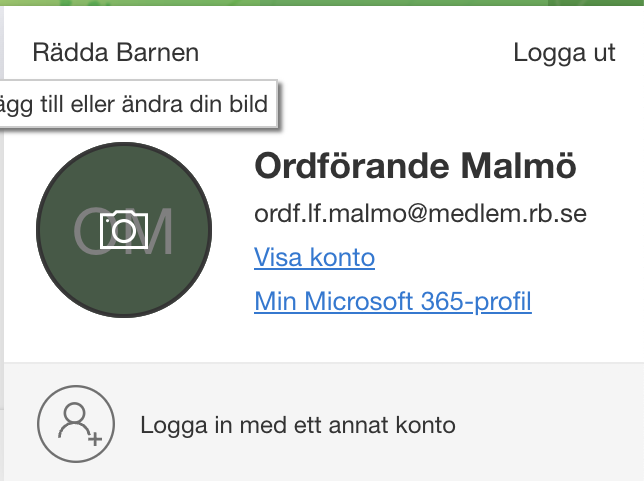 Rädda Barnen
Logga ut
ägg till eller ändra din bild
OM
Ordförande Malmö
ordf.lf.malmo@medlem.rb.se
Visa konto
Min Microsoft 365-profil
Logga in med ett annat konto